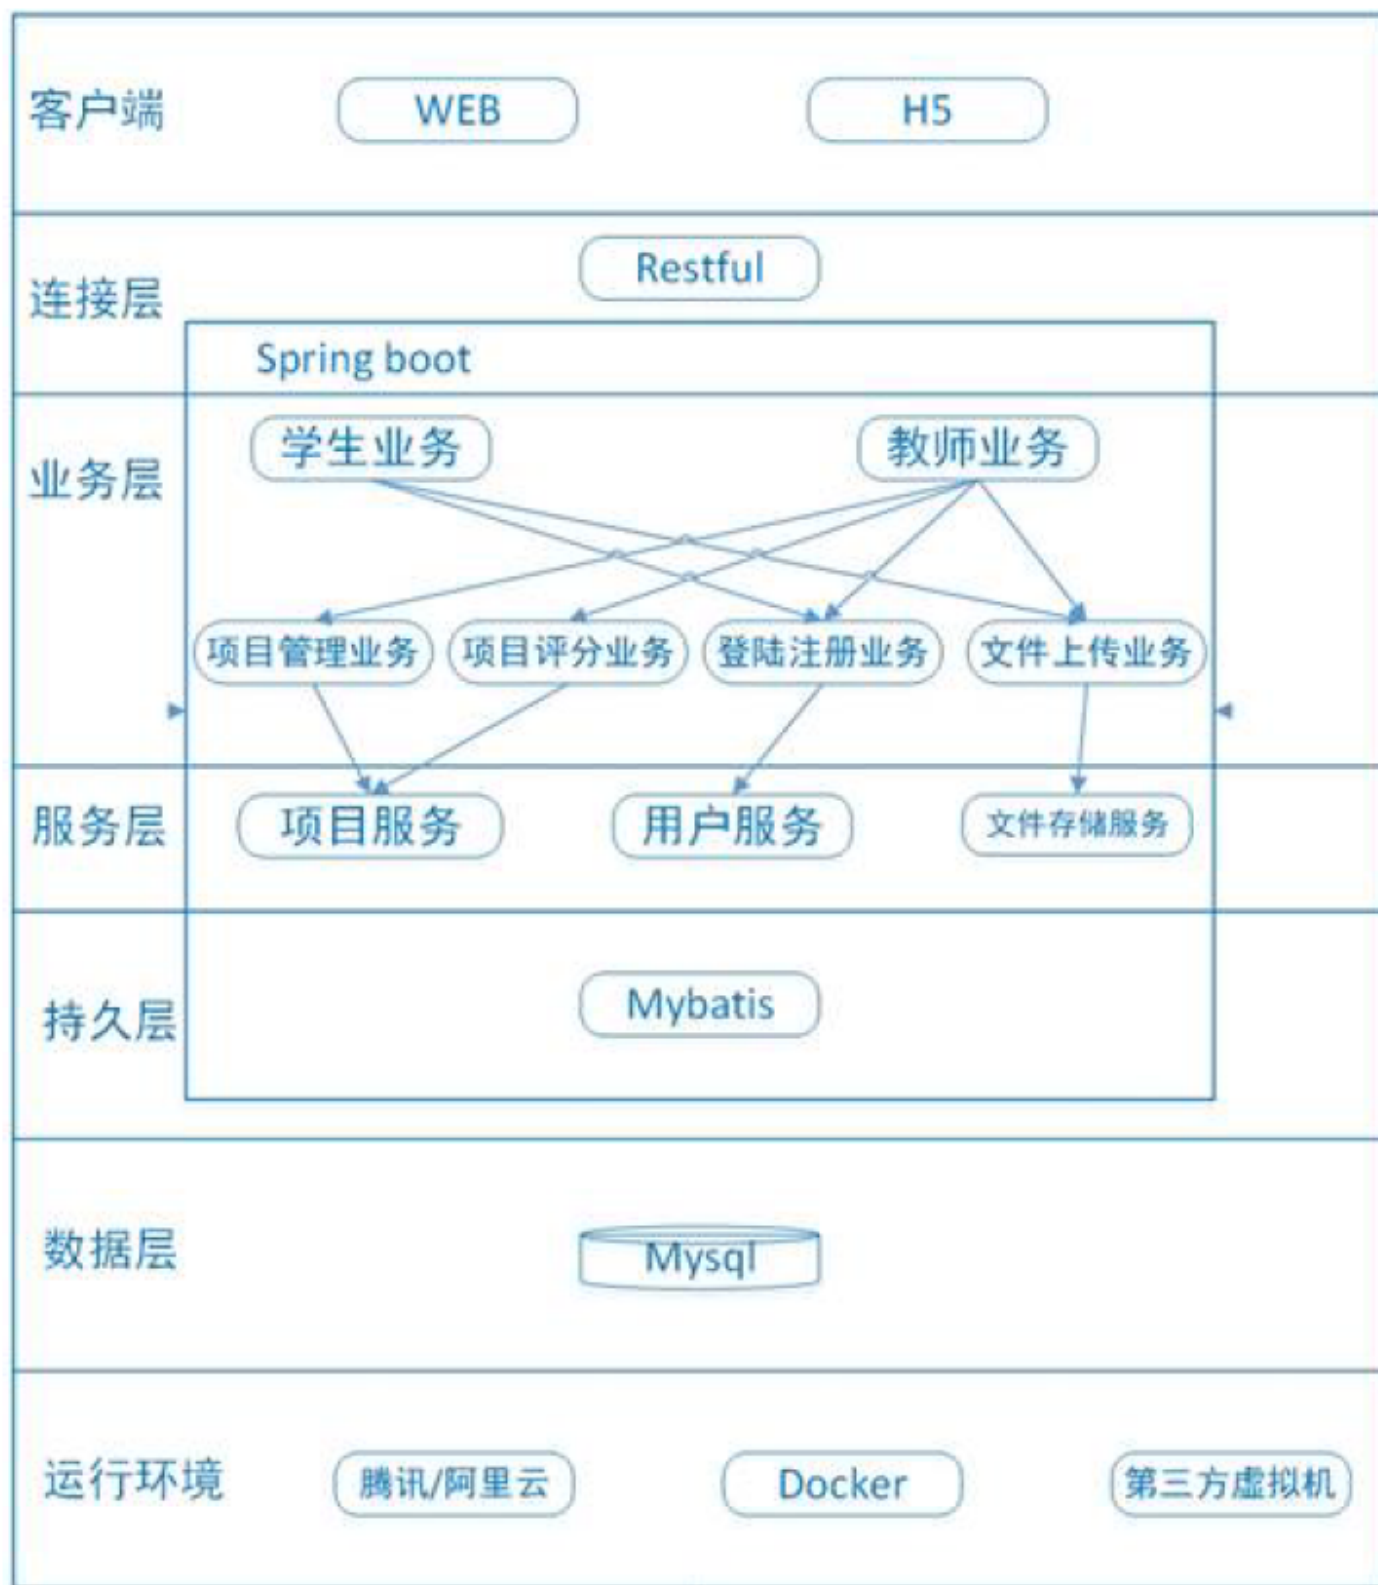 客户端
WEB
H5
连接层
Restful
Spring boot
业务层
学生业务
教师业务
项目管理业务
项目评分业务
登陆注册业务
文件上传业务
服务层
项目服务
用户服务
文件存储服务
持久层
Mybatis
数据层
Mysql
运行环境
腾讯/阿里云
Docker
第三方虚拟机